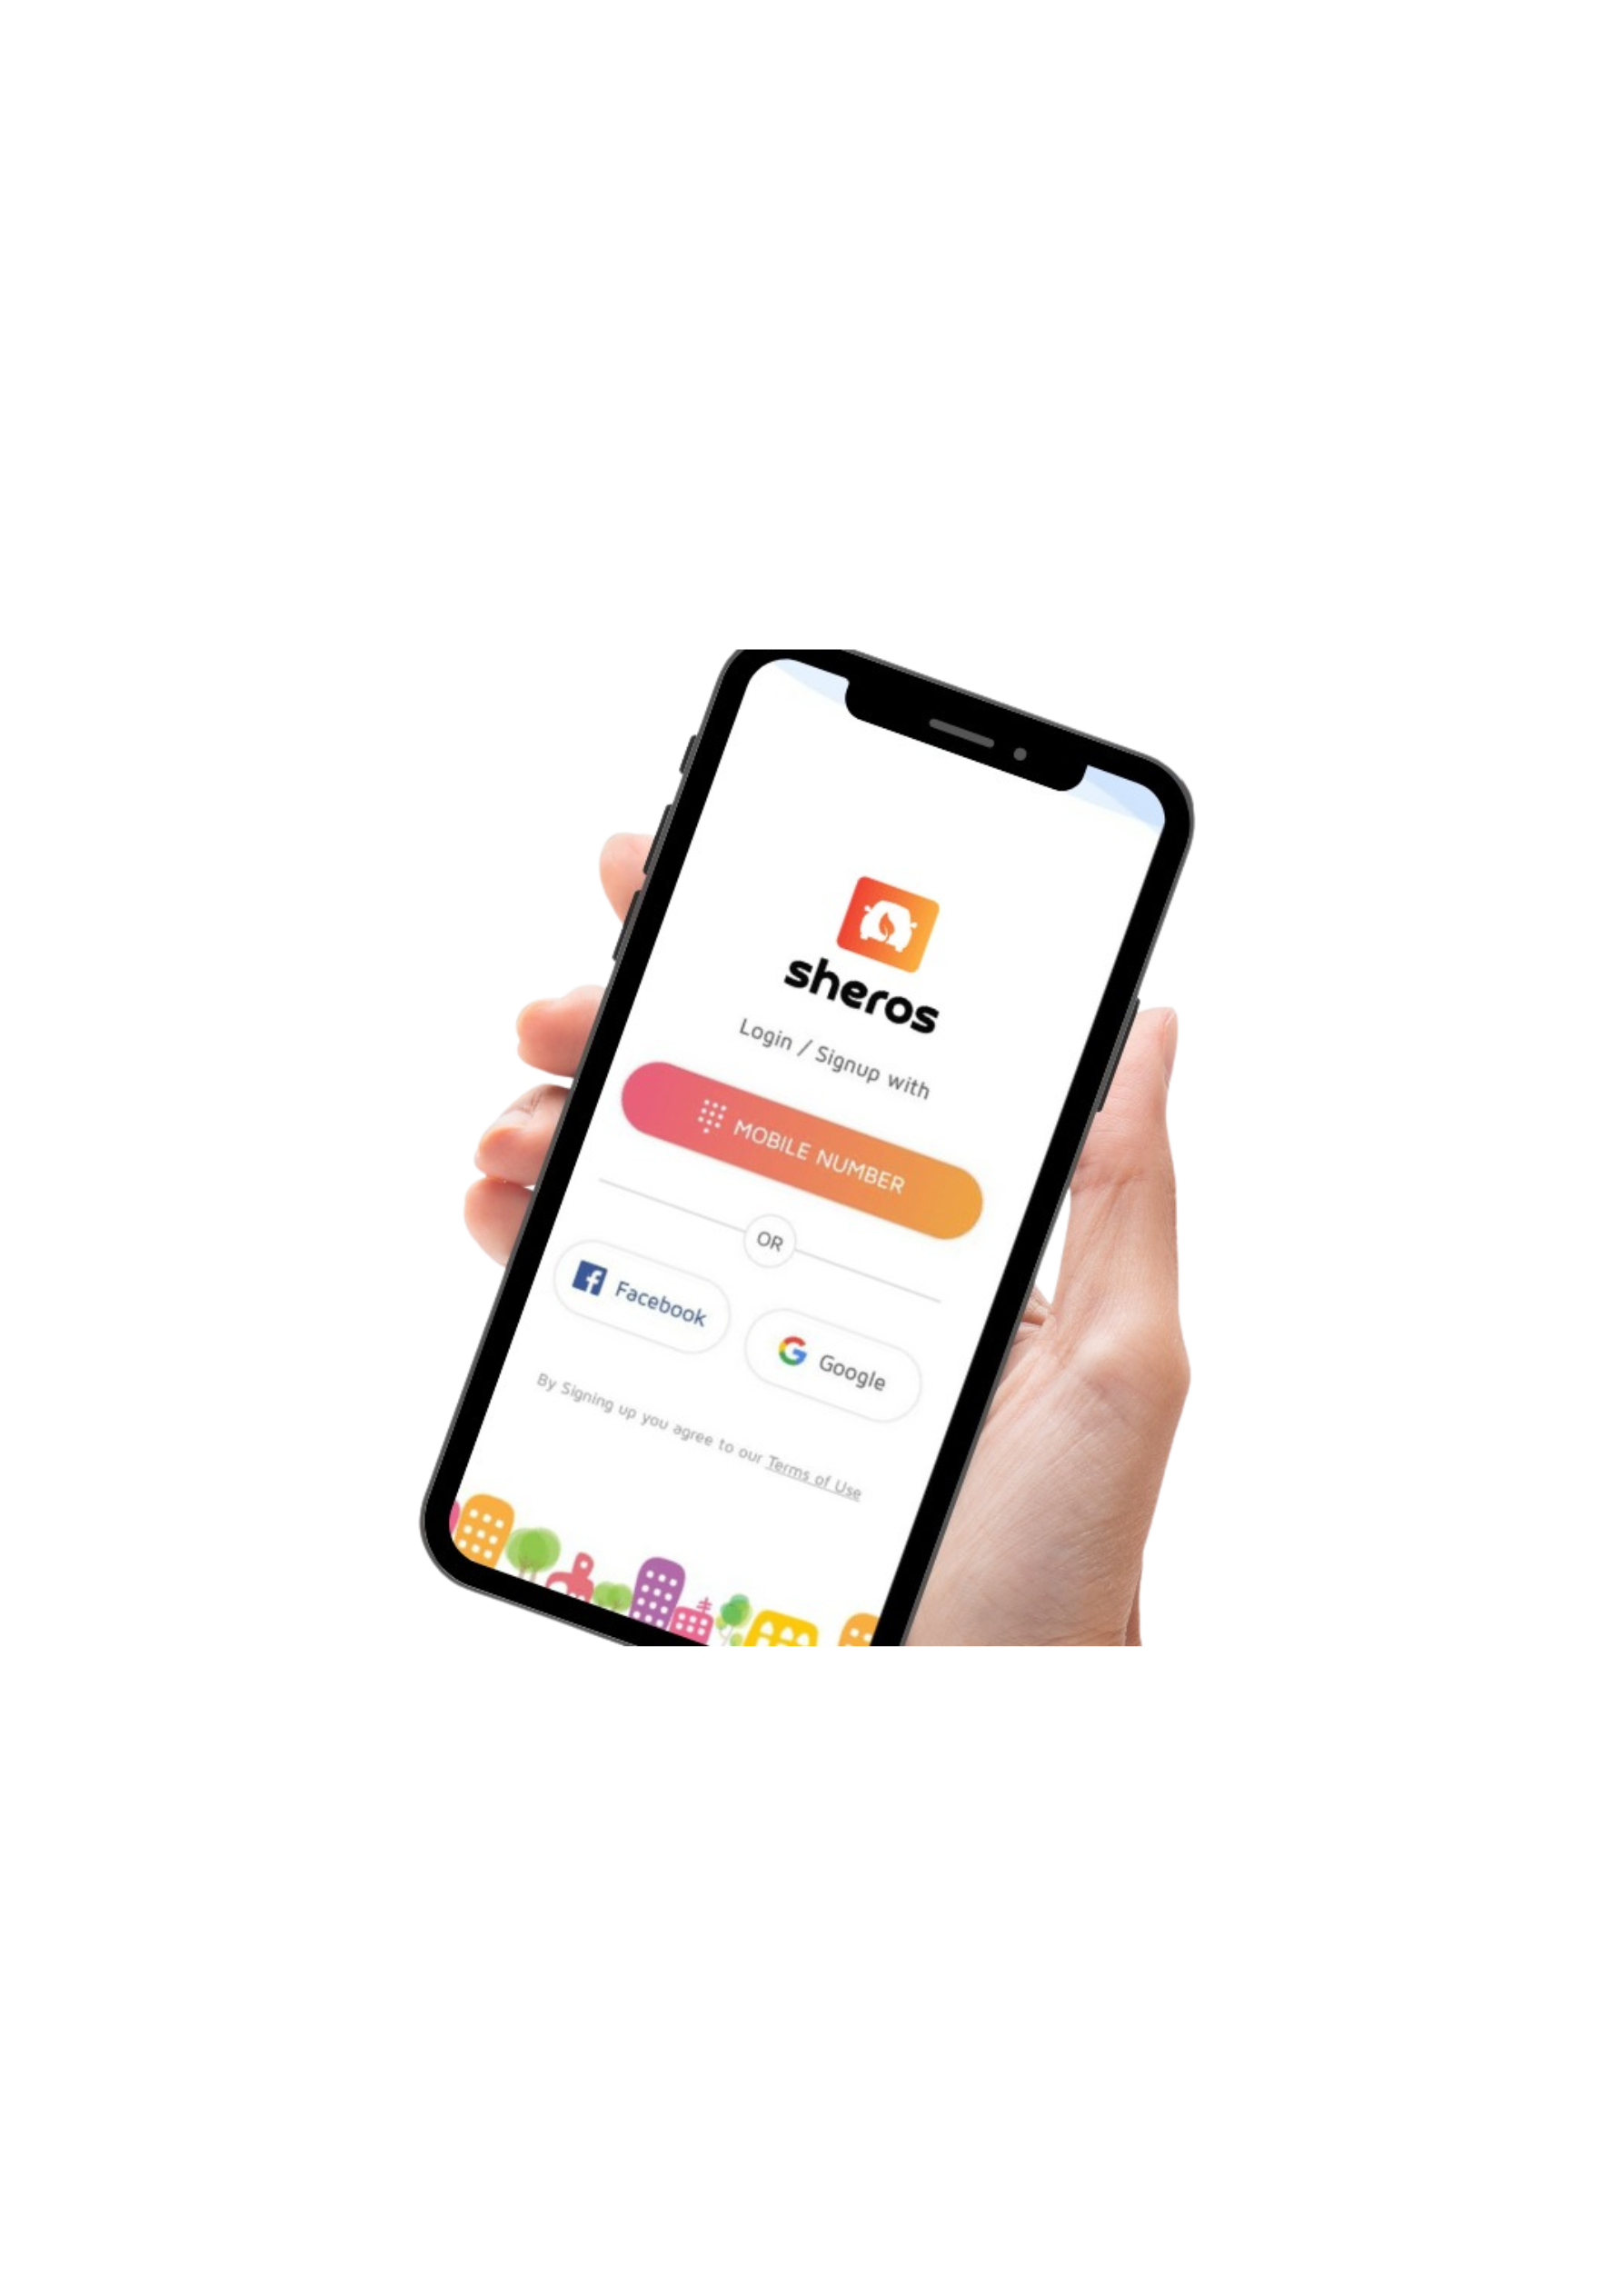 sheros
Login / Signup with
MOBILE NUMBER
OR
Facebook
Google
By Signing up you agree to our Terms of Use